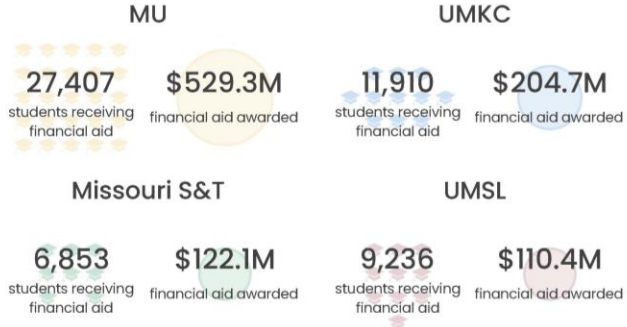 MU
27,407
students receiving
financial aid
$529.3M
financial aid awarded
UMKC
11,910
students receiving
financial aid
$204.7M
financial aid awarded
Missouri S&T
6,853
students receiving
financial aid
$122.1M
financial aid awarded
UMSL
9,236
students receiving
financial aid
$110.4M
financial aid awarded